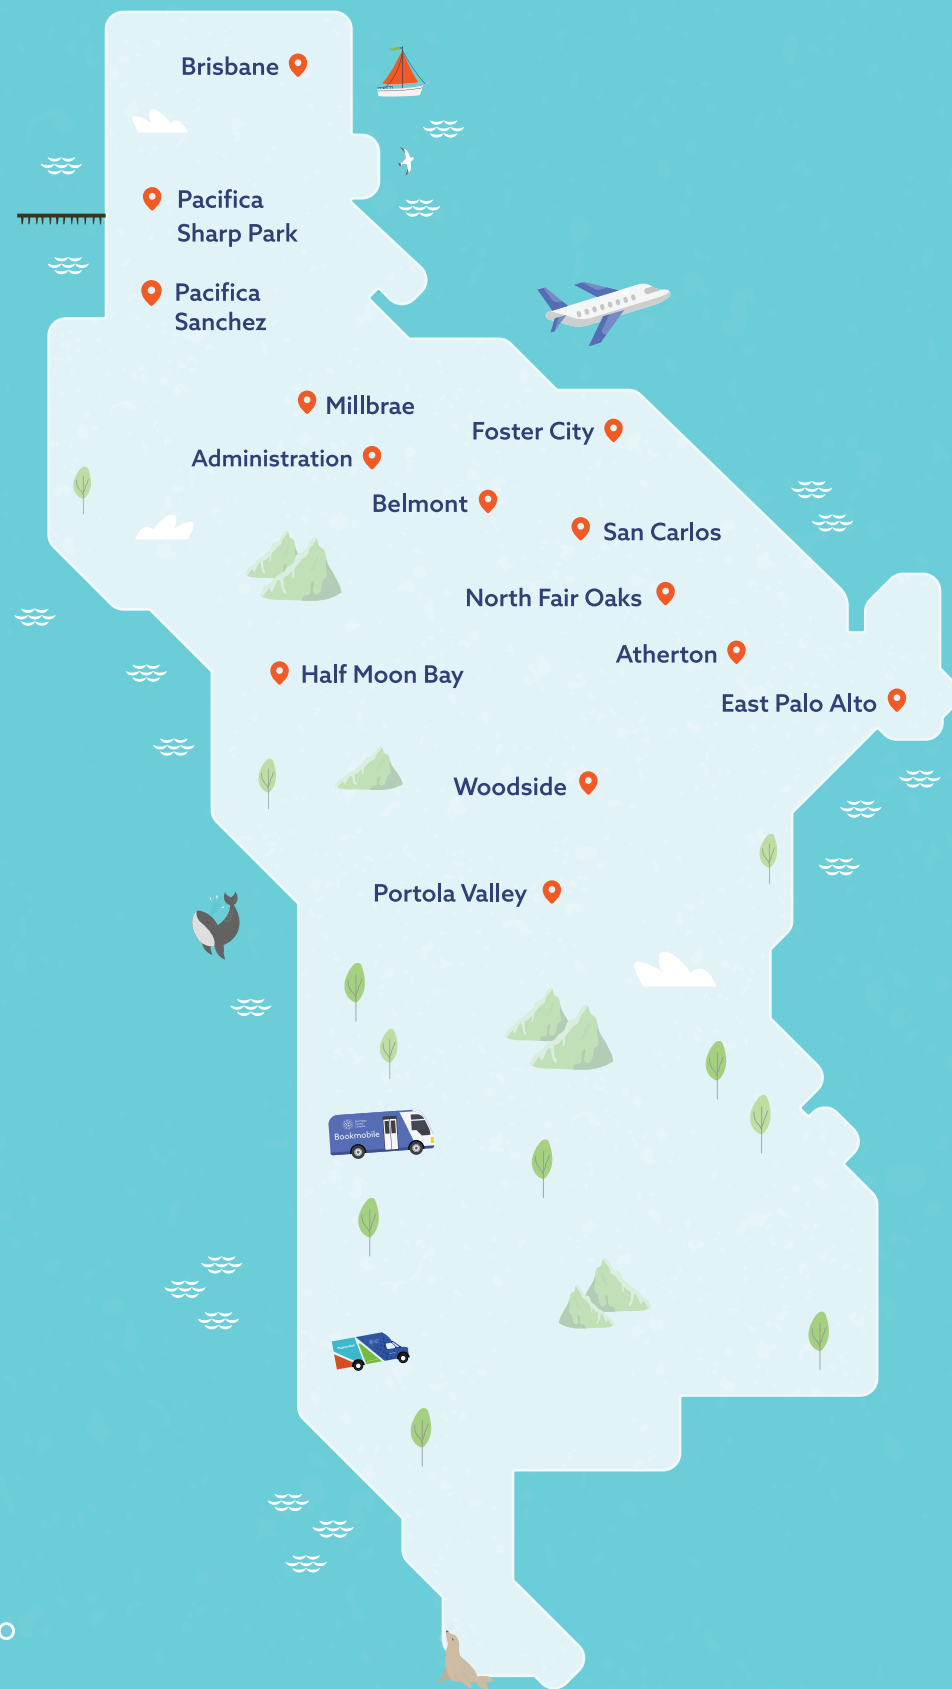 Brisbane
Pacifica
Sharp Park
Pacifica
Sanchez
Millbrae
Foster City
Administration
Belmont
San Carlos
North Fair Oaks
Atherton
Half Moon Bay
East Palo Alto
Woodside
Portola Valley
Bookmobile